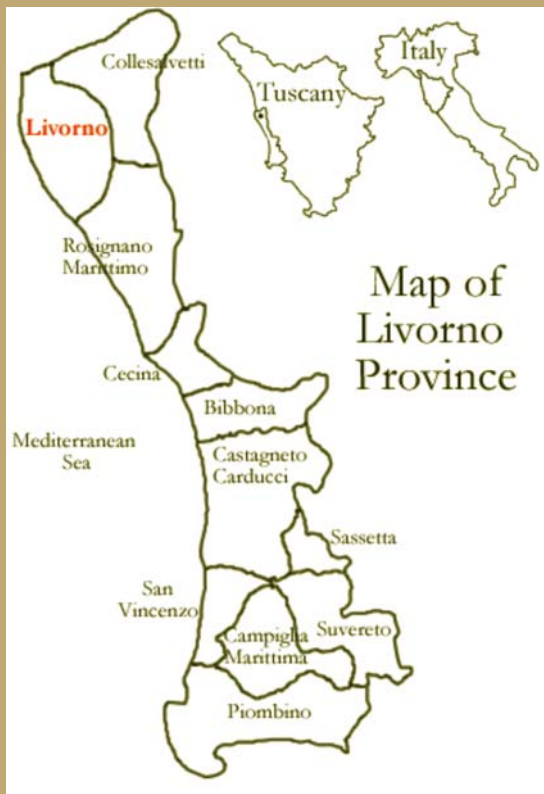 Collesalvetti
Italy
Tuscany
Livorno
Rosignano
Marittimo
Map of
Livorno
Province
Cecina
Bibbona
Mediterranean
Sea
Castagneto
Carducci
Sassetta
San
Vincenzo
Suvereto
Campiglia
Marittima
Piombino